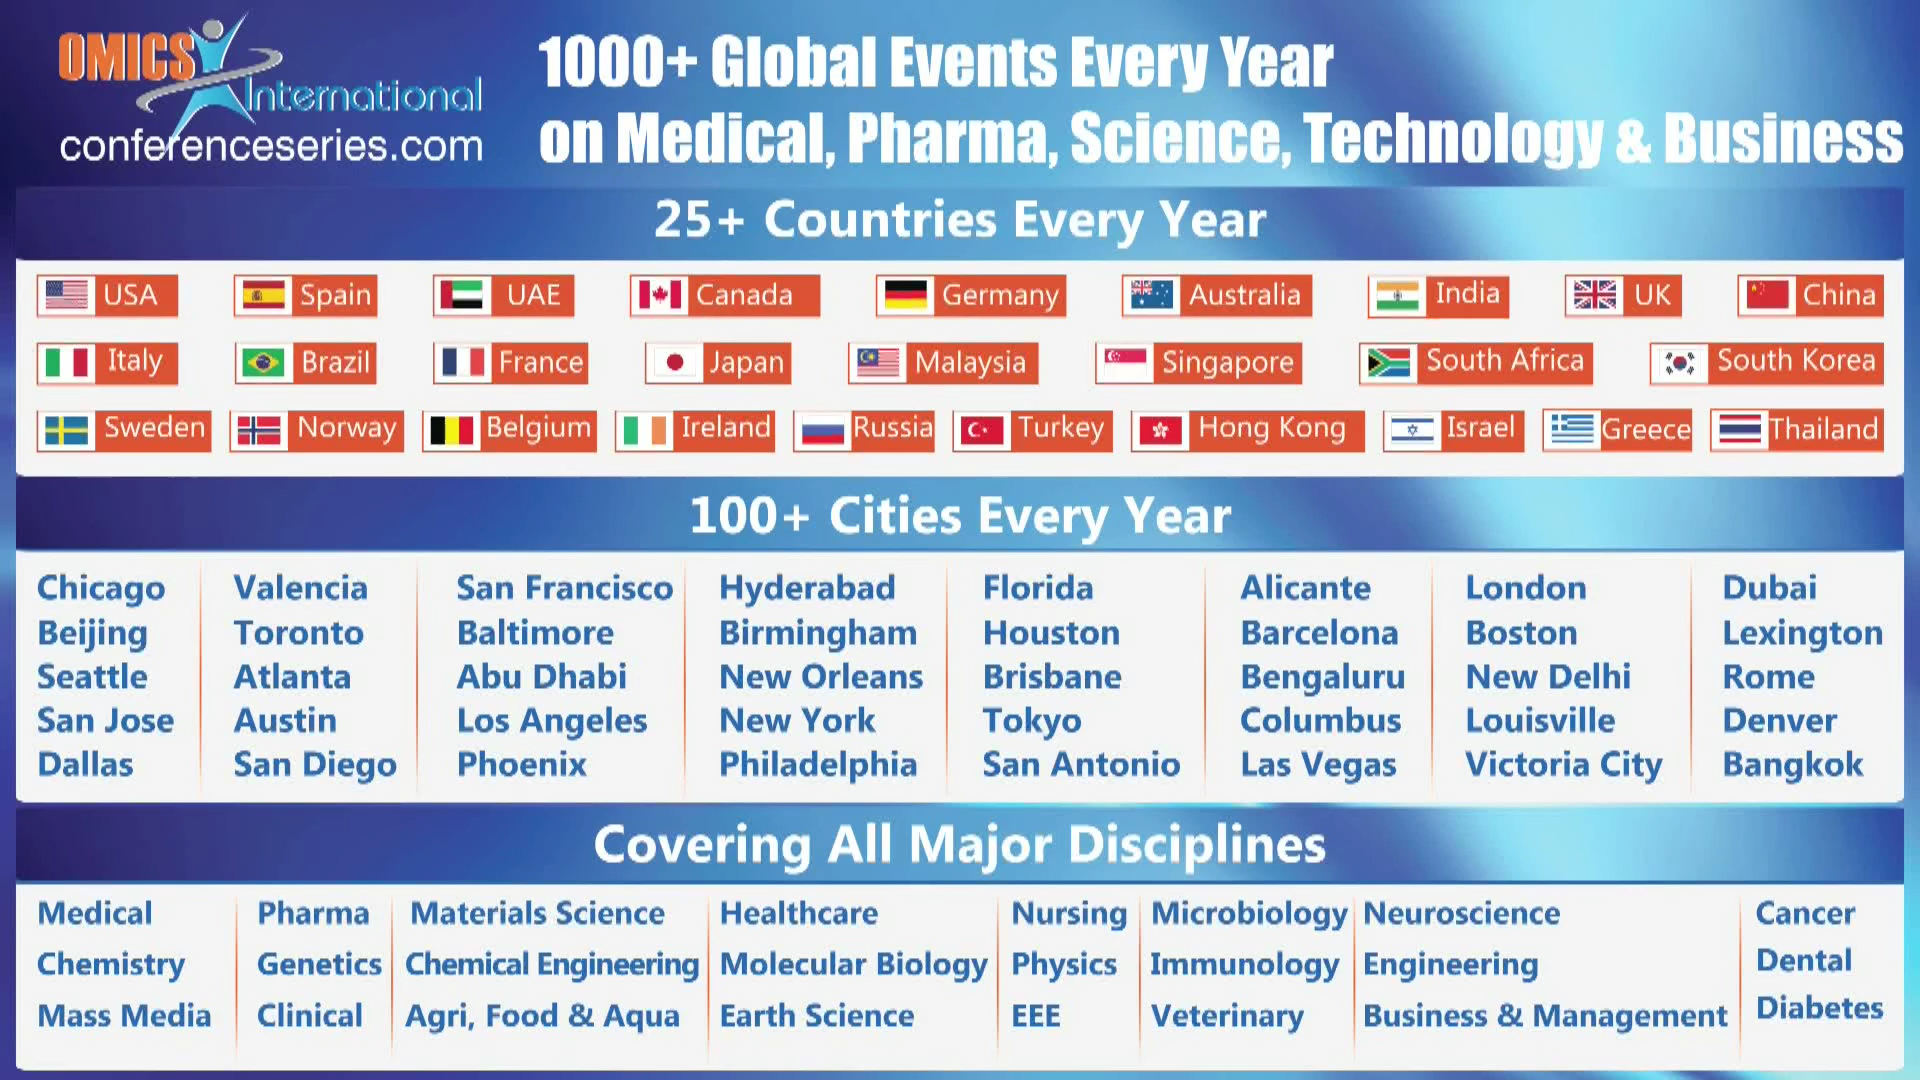 OMICS
International
conferenceseries.com
1000+ Global Events Every Year
on Medical, Pharma, Science, Technology & Business
25+ Countries Every Year
USA Spain UAE Canada Germany Australia India UK China
Italy Brazil France Japan Malaysia Singapore South Africa South Korea
Sweden Norway Belgium Ireland Russia Turkey Hong Kong Israel Greece Thailand
100+ Cities Every Year
Chicago Valencia San Francisco Hyderabad Florida Alicante London Dubai
Beijing Toronto Baltimore Birmingham Houston Barcelona Boston Lexington
Seattle Atlanta Abu Dhabi New Orleans Brisbane Bengaluru New Delhi Rome
San Jose Austin Los Angeles New York Tokyo Columbus Louisville Denver
Dallas San Diego Phoenix Philadelphia San Antonio Las Vegas Victoria City Bangkok
Covering All Major Disciplines
Medical Pharma Materials Science Healthcare Nursing Microbiology Neuroscience Cancer
Chemistry Genetics Chemical Engineering Molecular Biology Physics Immunology Engineering Dental
Mass Media Clinical Agri, Food & Aqua Earth Science EEE Veterinary Business & Management Diabetes